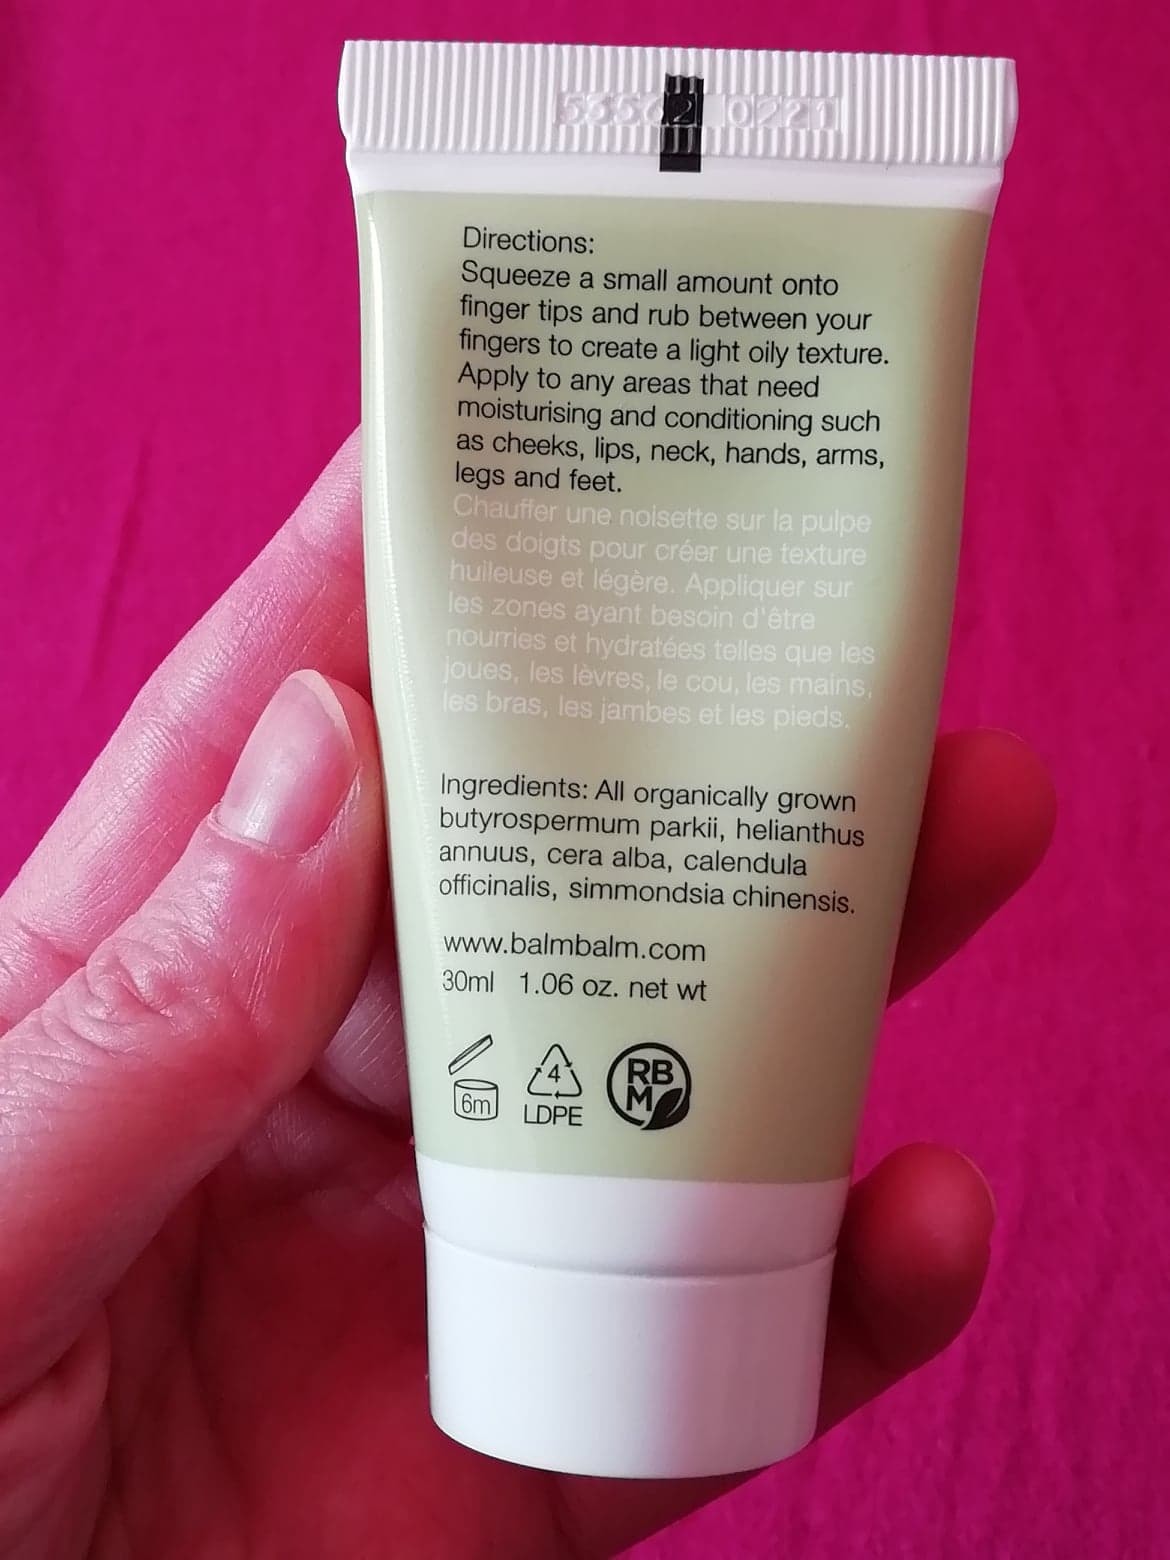 0221
Directions:
Squeeze a small amount onto
finger tips and rub between your
fingers to create a light oily texture.
Apply to any areas that need
moisturising and conditioning such
as cheeks, lips, neck, hands, arms,
legs and feet.
Chauffer une noisette sur la pulpe
des doigts pour créer une texture
huileuse et légère. Appliquer sur
les zones ayant besoin d'être
nourries et hydratées telles que les
joues, les lèvres, le cou, les mains,
les bras, les jambes et les pieds.
Ingredients: All organically grown
butyrospermum parkii, helianthus
annuus, cera alba, calendula
officinalis, simmondsia chinensis.
www.balmbalm.com
30ml 1.06 oz. net wt
6m
4
LDPE
RB
M